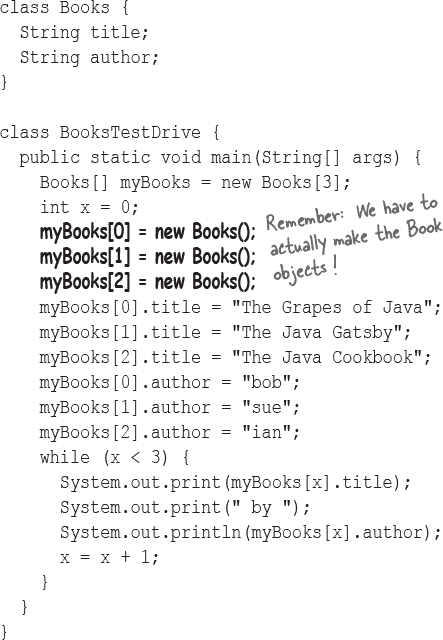 class Books {
String title;
String author;
}
class BooksTestDrive {
public static void main(String[] args) {
Books[] myBooks = new Books[3];
int x = 0;
myBooks[0] = new Books();
myBooks[1] = new Books();
myBooks[2] = new Books();
Remember: We have to
actually make the Book
objects !
myBooks[0].title = "The Grapes of Java";
myBooks[1].title = "The Java Gatsby";
myBooks[2].title = "The Java Cookbook";
myBooks[0].author = "bob";
myBooks[1].author = "sue";
myBooks[2].author = "ian";
while (x < 3) {
System.out.print(myBooks[x].title);
System.out.print(" by ");
System.out.println(myBooks[x].author);
x = x + 1;
}
}
}